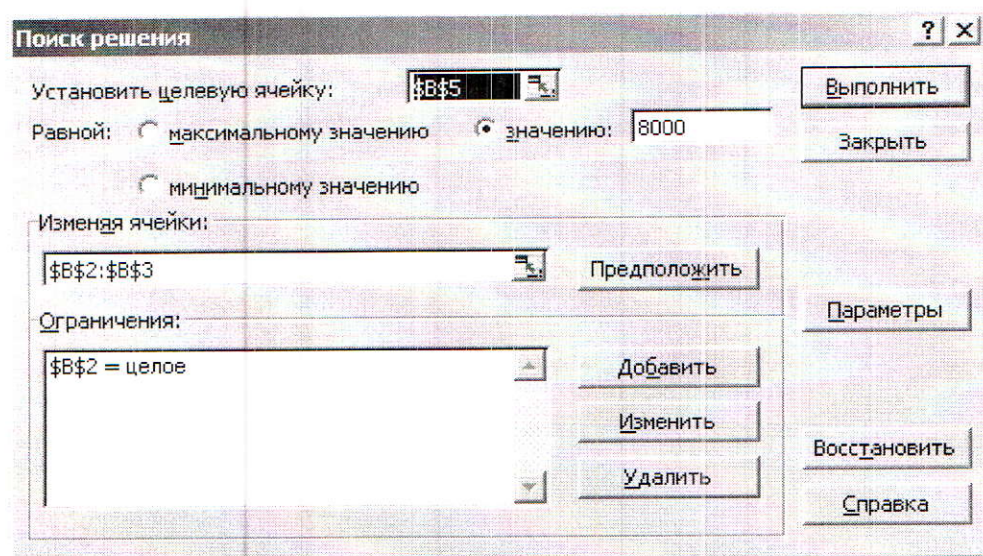 Поиск решения
? ×
Установить целевую ячейку: $B$5
Выполнить
Равной: максимальному значению значению: 8000
Закрыть
минимальному значению
Изменяя ячейки:
$B$2:$B$3 Предположить
Параметры
Ограничения:
$B$2 = целое
Добавить
Изменить
Восстановить
Удалить
Справка